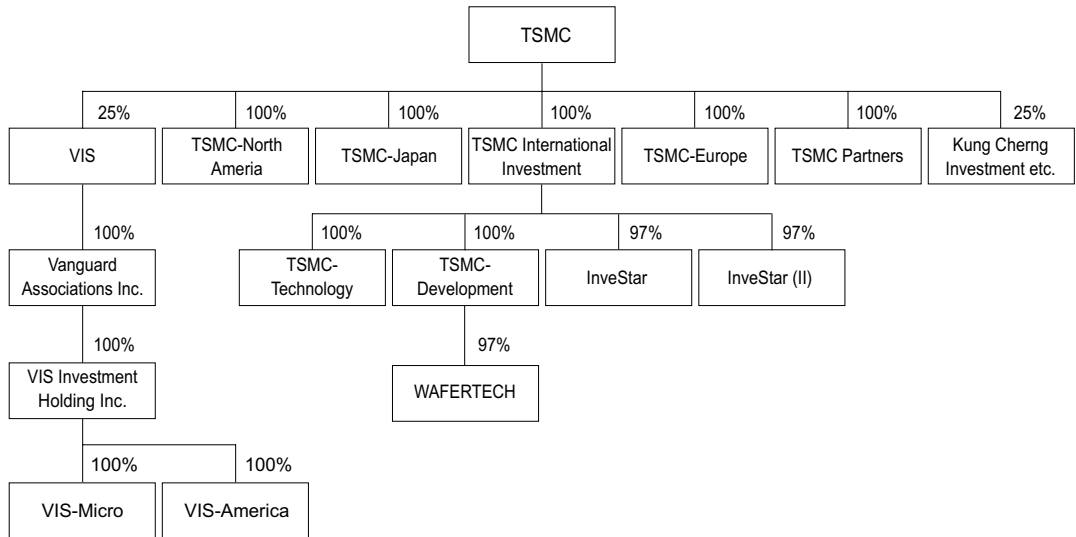 TSMC
25%
100%
100%
100%
100%
100%
25%
VIS
TSMC-North
Ameria
TSMC-Japan
TSMC International
Investment
TSMC-Europe
TSMC Partners
Kung Cherng
Investment etc.
100%
100%
100%
97%
97%
Vanguard
Associations Inc.
TSMC-
Technology
TSMC-
Development
InveStar
InveStar (II)
100%
97%
VIS Investment
Holding Inc.
WAFERTECH
100%
100%
VIS-Micro
VIS-America